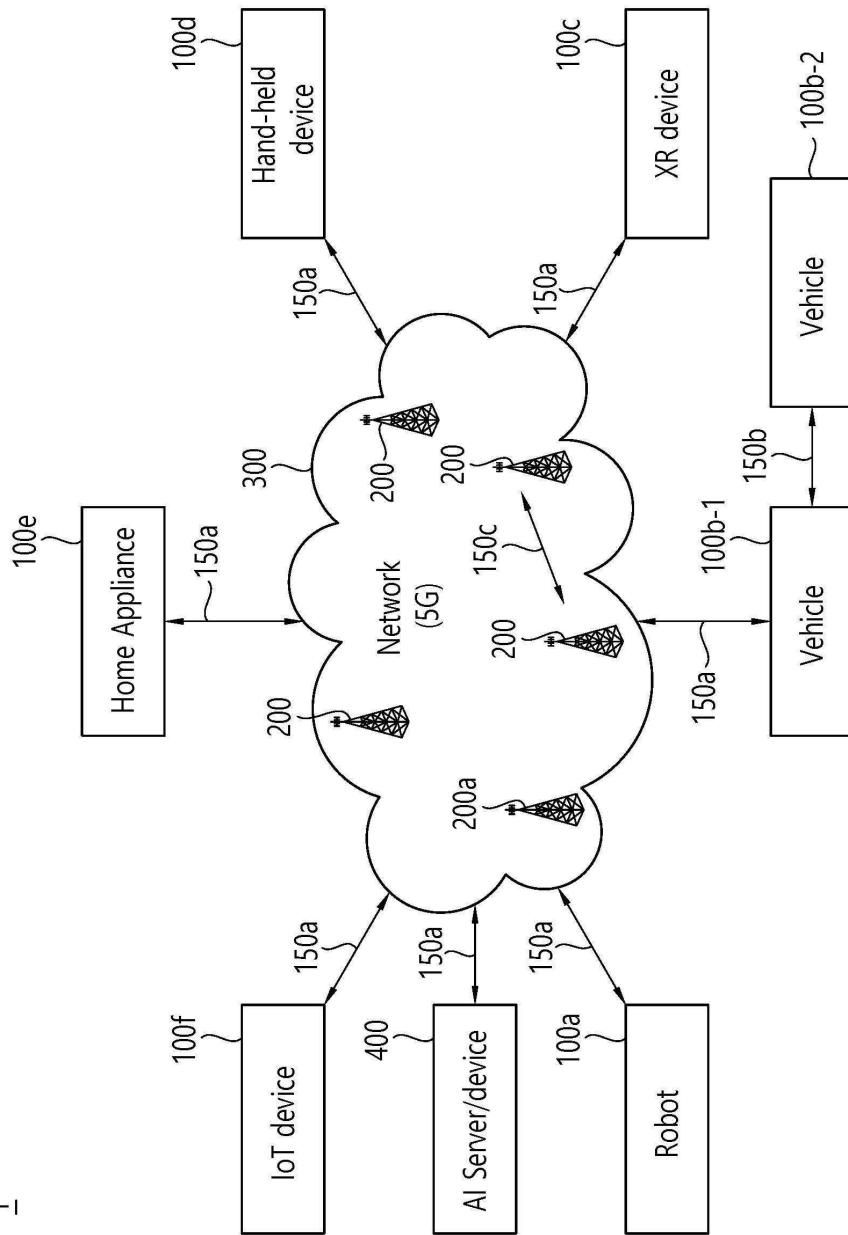 1
100e
Home Appliance
150a
100f
IoT device
150a
300
200
150a
100d
Hand-held
device
200
Network
(5G)
400
AI Server/device
150a
200a
200
150c
200
150a
100a
Robot
150a
100c
XR device
150a
100b-1
Vehicle
150b
100b-2
Vehicle